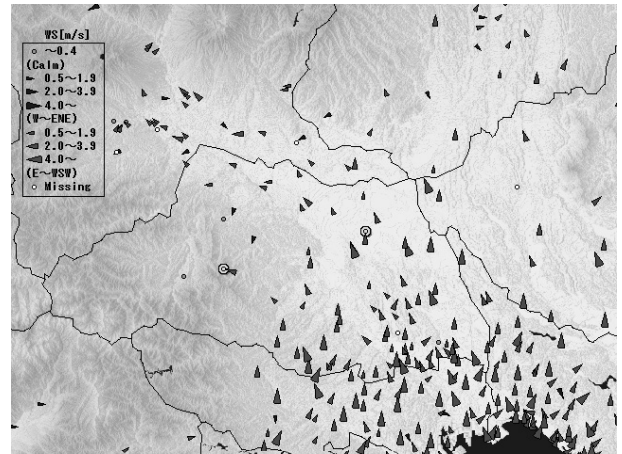 WS[m/s]
～0.4
(Calm)
0.5～1.9
2.0～3.9
4.0～
(W～ENE)
0.5～1.9
2.0～3.9
4.0～
(E～WSW)
Missing